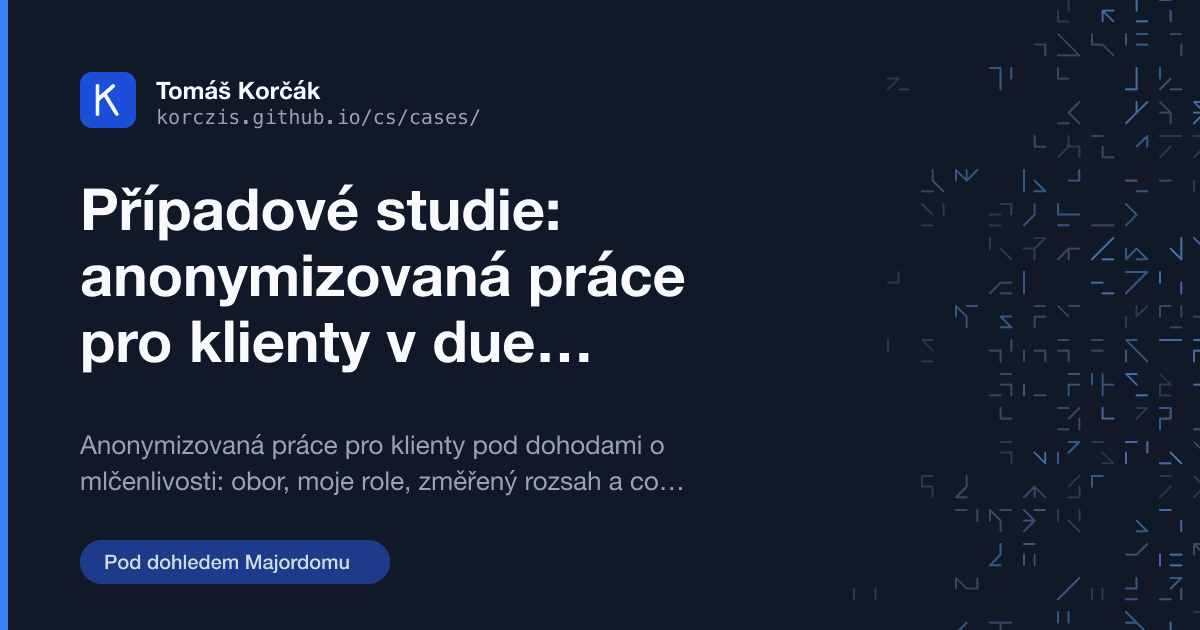 Tomáš Korčák
korczis.github.io/cs/cases/
Případové studie:
anonymizovaná práce
pro klienty v due…
Anonymizovaná práce pro klienty pod dohodami o
mlčenlivosti: obor, moje role, změřený rozsah a co…
Pod dohledem Majordomu